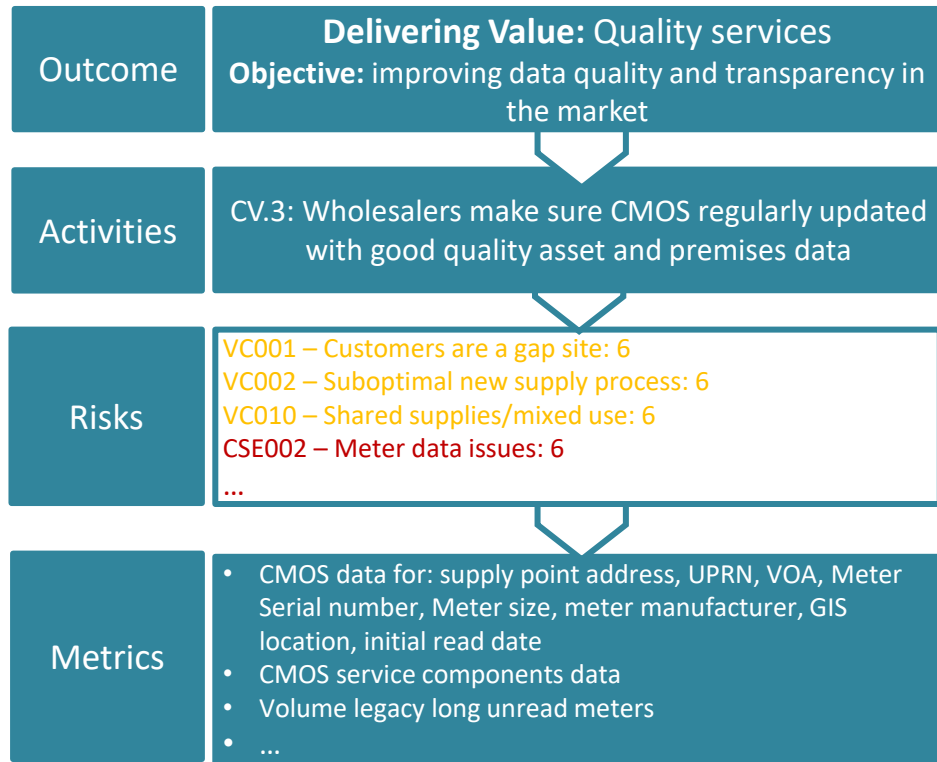 Outcome
Delivering Value: Quality services
Objective: improving data quality and transparency in
the market
Activities
CV.3: Wholesalers make sure CMOS regularly updated
with good quality asset and premises data
Risks
VC001 – Customers are a gap site: 6
VC002 – Suboptimal new supply process: 6
VC010 – Shared supplies/mixed use: 6
CSE002 – Meter data issues: 6
...
Metrics
• CMOS data for: supply point address, UPRN, VOA, Meter
Serial number, Meter size, meter manufacturer, GIS
location, initial read date
• CMOS service components data
• Volume legacy long unread meters
• ...